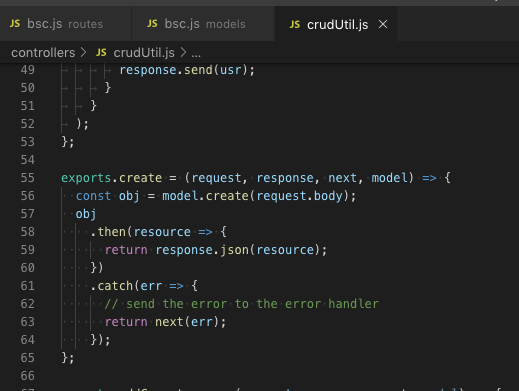 JS bsc.js routes JS bsc.js models JS crudUtil.js ×
controllers > JS crudUtil.js > ...
49 response.send(usr);
50 }
51 }
52 );
53 };
54
55 exports.create = (request, response, next, model) => {
56 const obj = model.create(request.body);
57 obj
58 .then(resource => {
59 return response.json(resource);
60 })
61 .catch(err => {
62 // send the error to the error handler
63 return next(err);
64 });
65 };
66